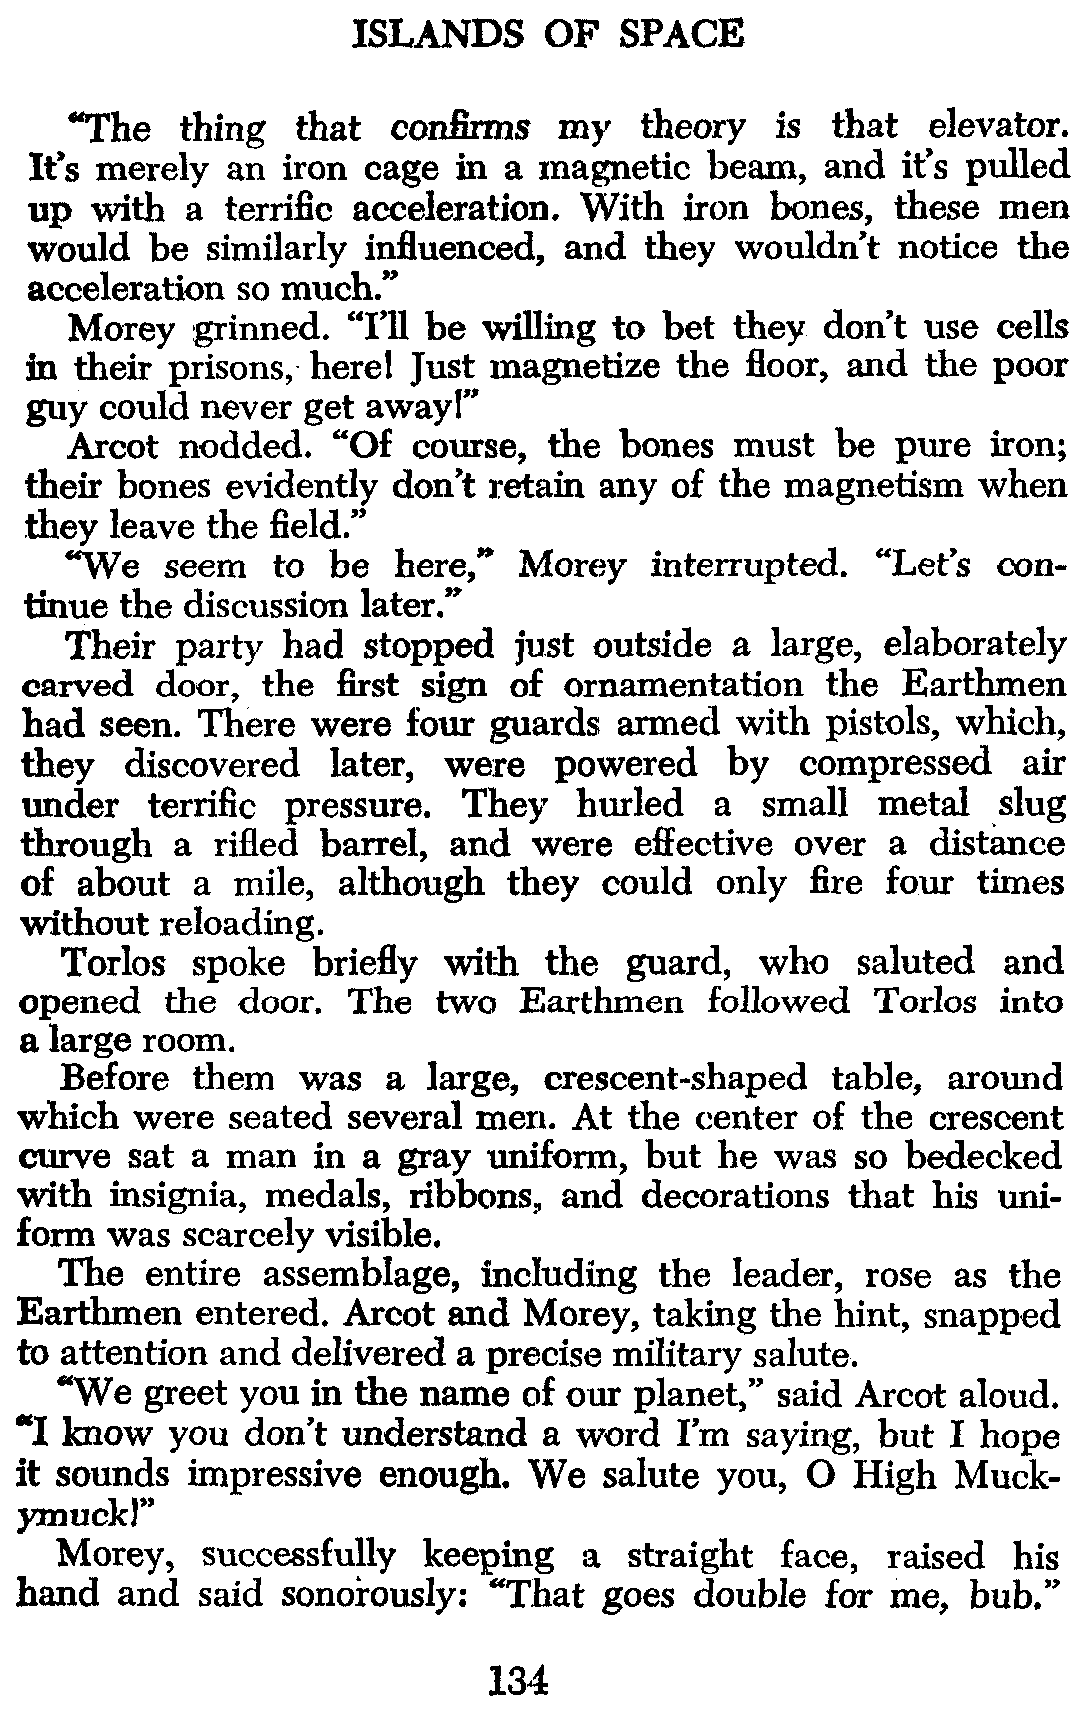 ISLANDS OF SPACE
“The thing that confirms my theory is that elevator.
It’s merely an iron cage in a magnetic beam, and it’s pulled
up with a terrific acceleration. With iron bones, these men
would be similarly influenced, and they wouldn’t notice the
acceleration so much.”
Morey grinned. “I’ll be willing to bet they don’t use cells
in their prisons, here! Just magnetize the floor, and the poor
guy could never get away!”
Arcot nodded. “Of course, the bones must be pure iron;
their bones evidently don’t retain any of the magnetism when
they leave the field.”
“We seem to be here,” Morey interrupted. “Let’s con-
tinue the discussion later.”
Their party had stopped just outside a large, elaborately
carved door, the first sign of ornamentation the Earthmen
had seen. There were four guards armed with pistols, which,
they discovered later, were powered by compressed air
under terrific pressure. They hurled a small metal slug
through a rifled barrel, and were effective over a distance
of about a mile, although they could only fire four times
without reloading.
Torlos spoke briefly with the guard, who saluted and
opened the door. The two Earthmen followed Torlos into
a large room.
Before them was a large, crescent-shaped table, around
which were seated several men. At the center of the crescent
curve sat a man in a gray uniform, but he was so bedecked
with insignia, medals, ribbons, and decorations that his uni-
form was scarcely visible.
The entire assemblage, including the leader, rose as the
Earthmen entered. Arcot and Morey, taking the hint, snapped
to attention and delivered a precise military salute.
“We greet you in the name of our planet,” said Arcot aloud.
“I know you don’t understand a word I’m saying, but I hope
it sounds impressive enough. We salute you, O High Muck-
ymuck!”
Morey, successfully keeping a straight face, raised his
hand and said sonorously: “That goes double for me, bub.”
134